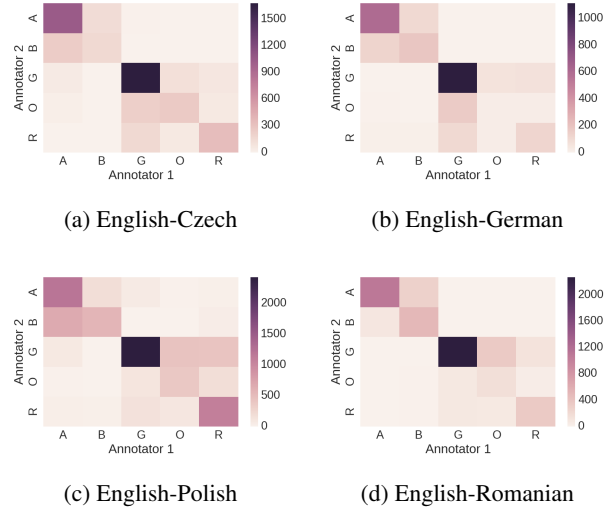 A
B
G
O
R
Annotator 2
A B G O R
Annotator 1
1500
1200
900
600
300
0
(a) English-Czech
A
B
G
O
R
Annotator 2
A B G O R
Annotator 1
1000
800
600
400
200
0
(b) English-German
A
B
G
O
R
Annotator 2
A B G O R
Annotator 1
2000
1500
1000
500
0
(c) English-Polish
A
B
G
O
R
Annotator 2
A B G O R
Annotator 1
2000
1600
1200
800
400
0
(d) English-Romanian